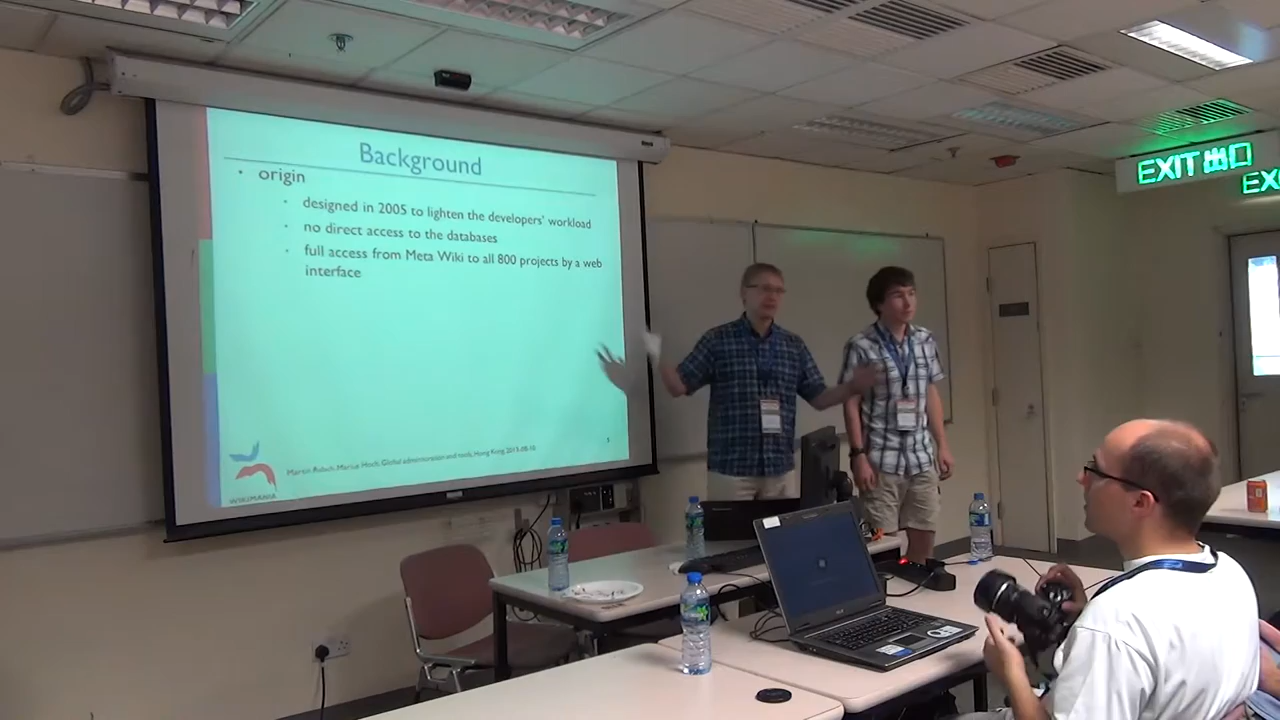 Background
• origin
• designed in 2005 to lighten the developers' workload
• no direct access to the databases
• full access from Meta Wiki to all 800 projects by a web
interface
5
Martin Rulsch, Marius Hoch: Global administration and tools, Hong Kong 2013-08-10
WIKIMANIA
EXIT 出口
EX